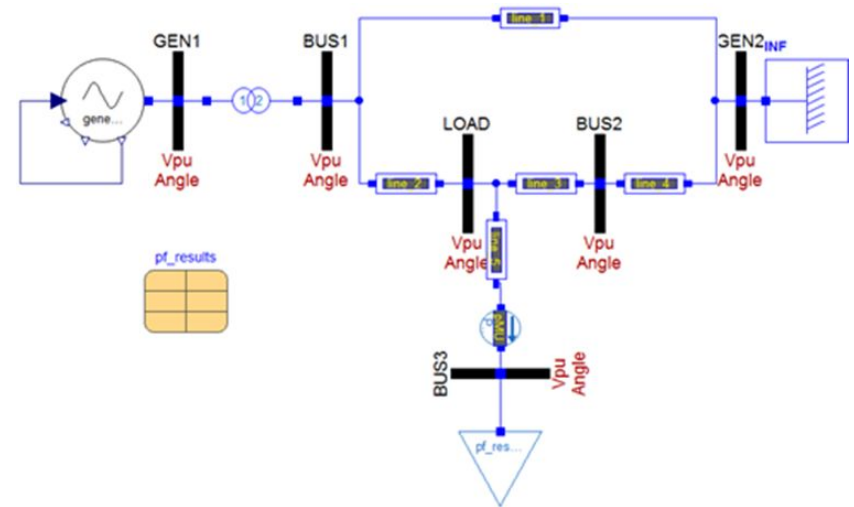 line_1
GEN1
BUS1
GEN2
INF
gene...
1 2
Vpu
Angle
Vpu
Angle
LOAD
BUS2
Vpu
Angle
line_2
line_3
line_4
Vpu
Angle
Vpu
Angle
line_5
pf_results
pMU
BUS3
Vpu
Angle
pf_res...